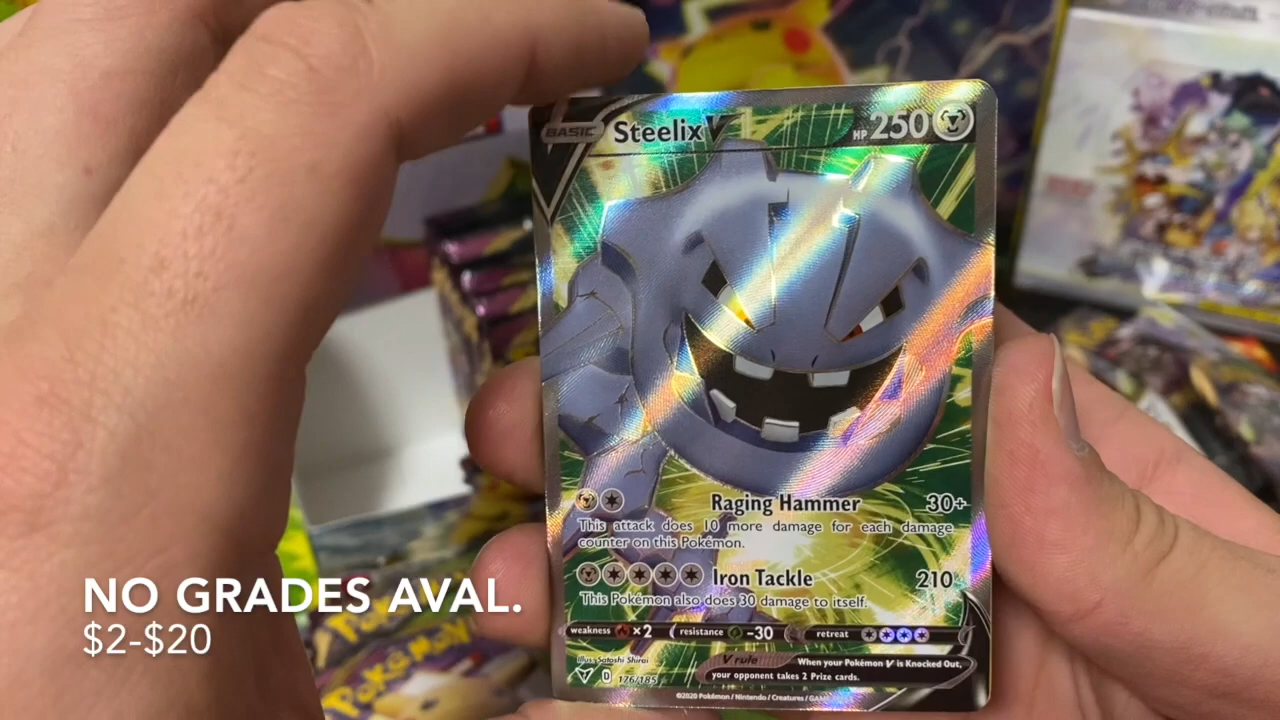 BASIC Steelix V HP 250
Raging Hammer 30+
This attack does 10 more damage for each damage
counter on this Pokémon.
Iron Tackle 210
This Pokémon also does 30 damage to itself.
weakness ×2 resistance -30 retreat
Illus. Satoshi Shirai
V rule When your Pokémon V is Knocked Out,
your opponent takes 2 Prize cards.
D 176/185
©2020 Pokémon / Nintendo / Creatures / GAME
NO GRADES AVAL.
$2-$20
POKÉMON